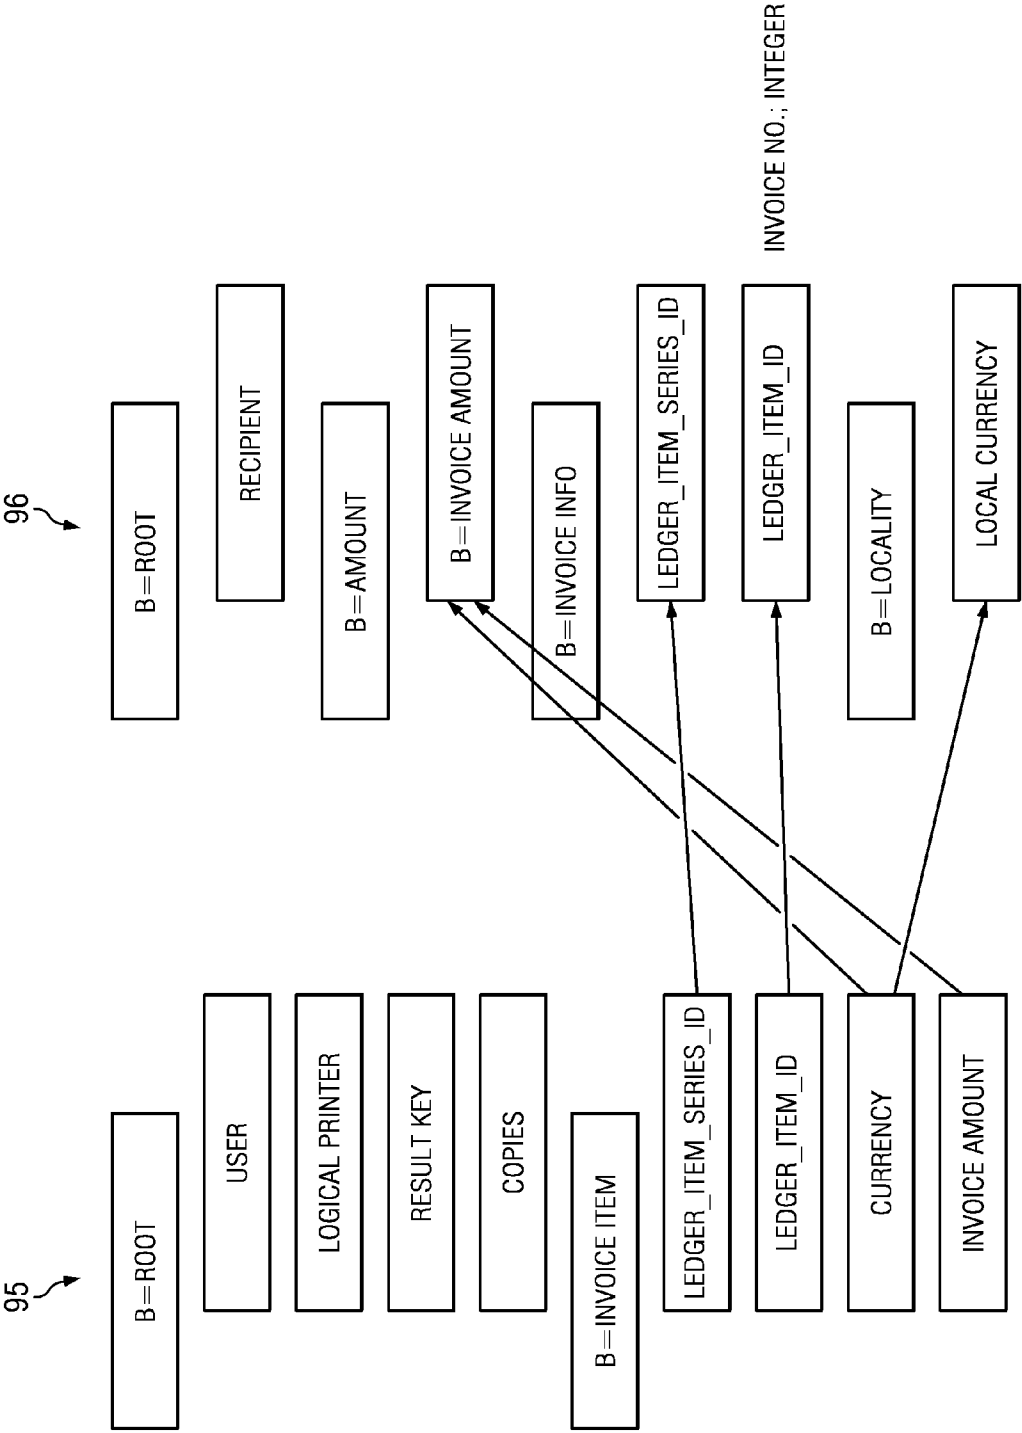 95
B=ROOT
USER
LOGICAL PRINTER
RESULT KEY
COPIES
B=INVOICE ITEM
LEDGER_ITEM_SERIES_ID
LEDGER_ITEM_ID
CURRENCY
INVOICE AMOUNT
96
B=ROOT
RECIPIENT
B=AMOUNT
B=INVOICE AMOUNT
B=INVOICE INFO
LEDGER_ITEM_SERIES_ID
LEDGER_ITEM_ID
INVOICE NO.; INTEGER
B=LOCALITY
LOCAL CURRENCY